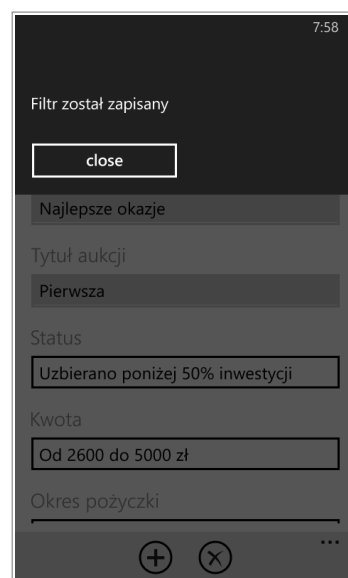 7:58
Filtr został zapisany
close
Najlepsze okazje
Tytuł aukcji
Pierwsza
Status
Uzbierano poniżej 50% inwestycji
Kwota
Od 2600 do 5000 zł
Okres pożyczki